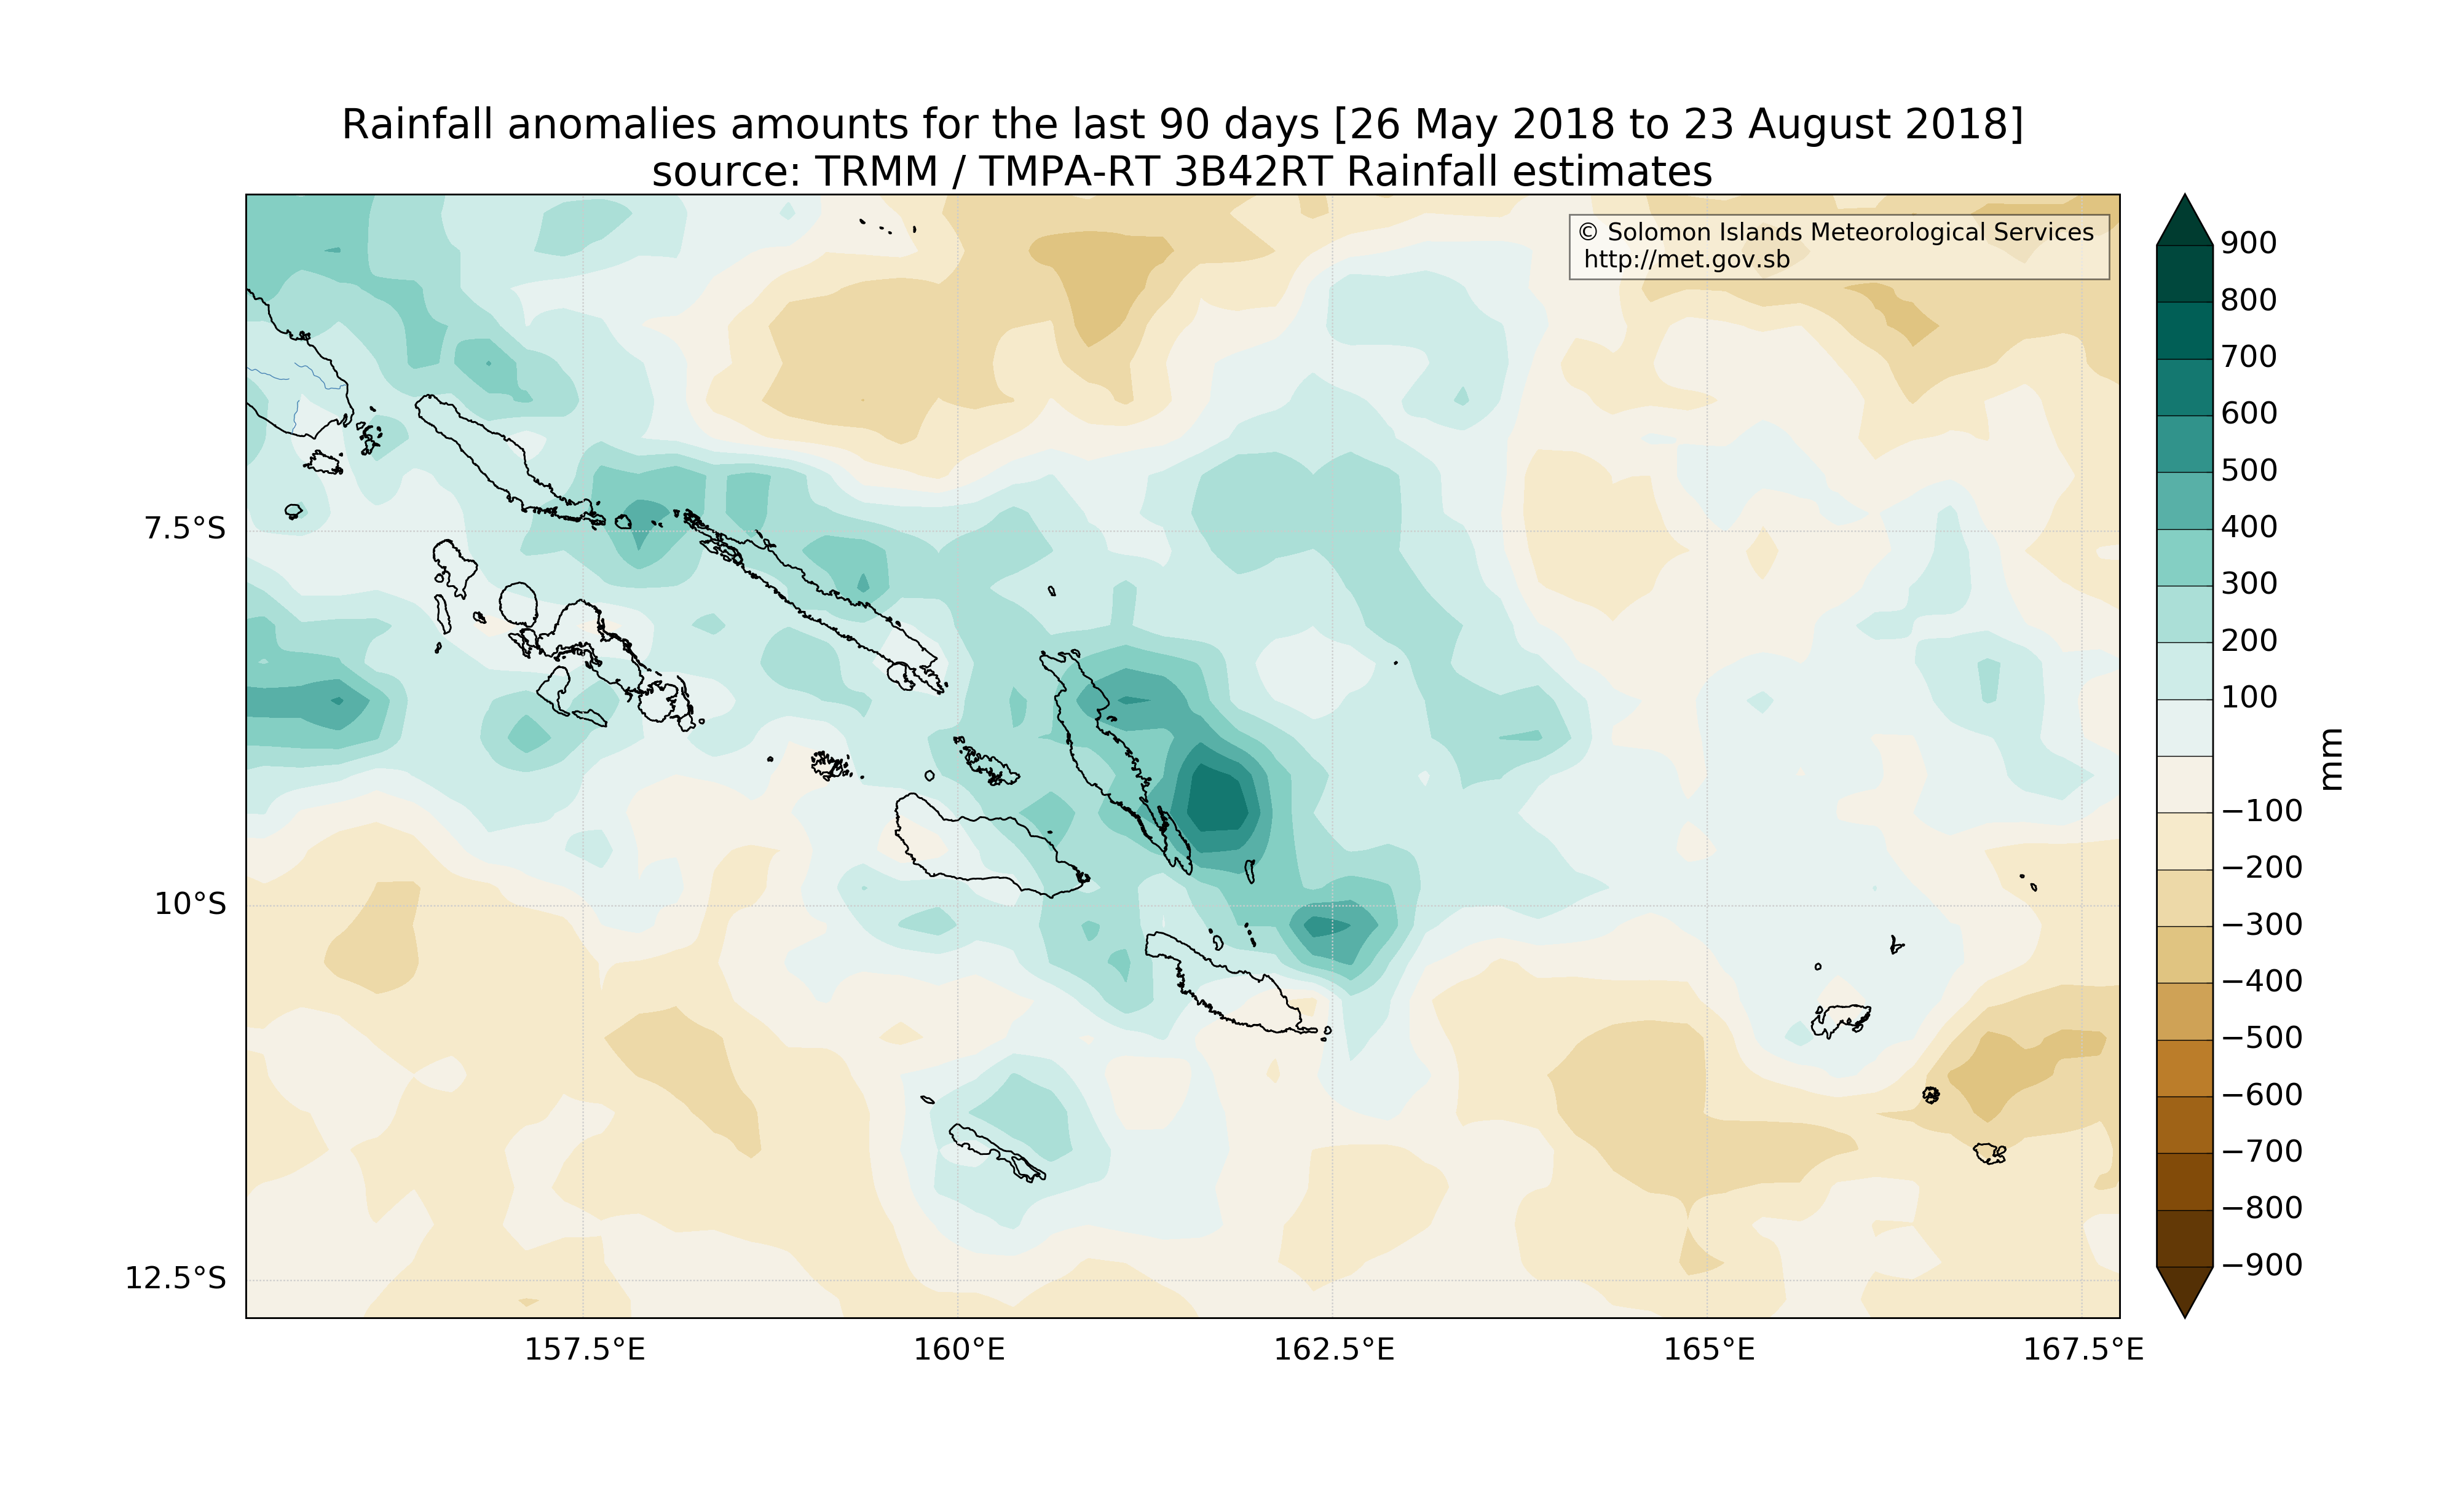 Rainfall anomalies amounts for the last 90 days [26 May 2018 to 23 August 2018]
source: TRMM / TMPA-RT 3B42RT Rainfall estimates
© Solomon Islands Meteorological Services
http://met.gov.sb
7.5°S
10°S
12.5°S
157.5°E
160°E
162.5°E
165°E
167.5°E
900
800
700
600
500
400
300
200
100
−100
−200
−300
−400
−500
−600
−700
−800
−900
mm